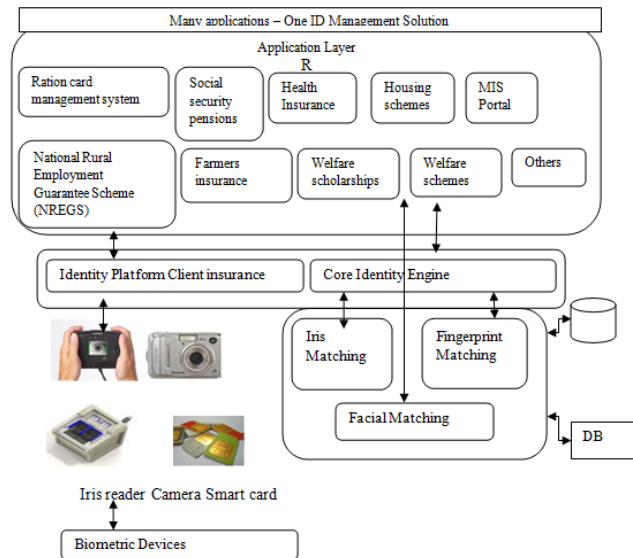 Many applications – One ID Management Solution
Application Layer
R
Ration card
management system
Social
security
pensions
Health
Insurance
Housing
schemes
MIS
Portal
National Rural
Employment
Guarantee Scheme
(NREGS)
Farmers
insurance
Welfare
scholarships
Welfare
schemes
Others
Identity Platform Client insurance
Core Identity Engine
Iris
Matching
Fingerprint
Matching
Facial Matching
DB
Iris reader Camera Smart card
Biometric Devices